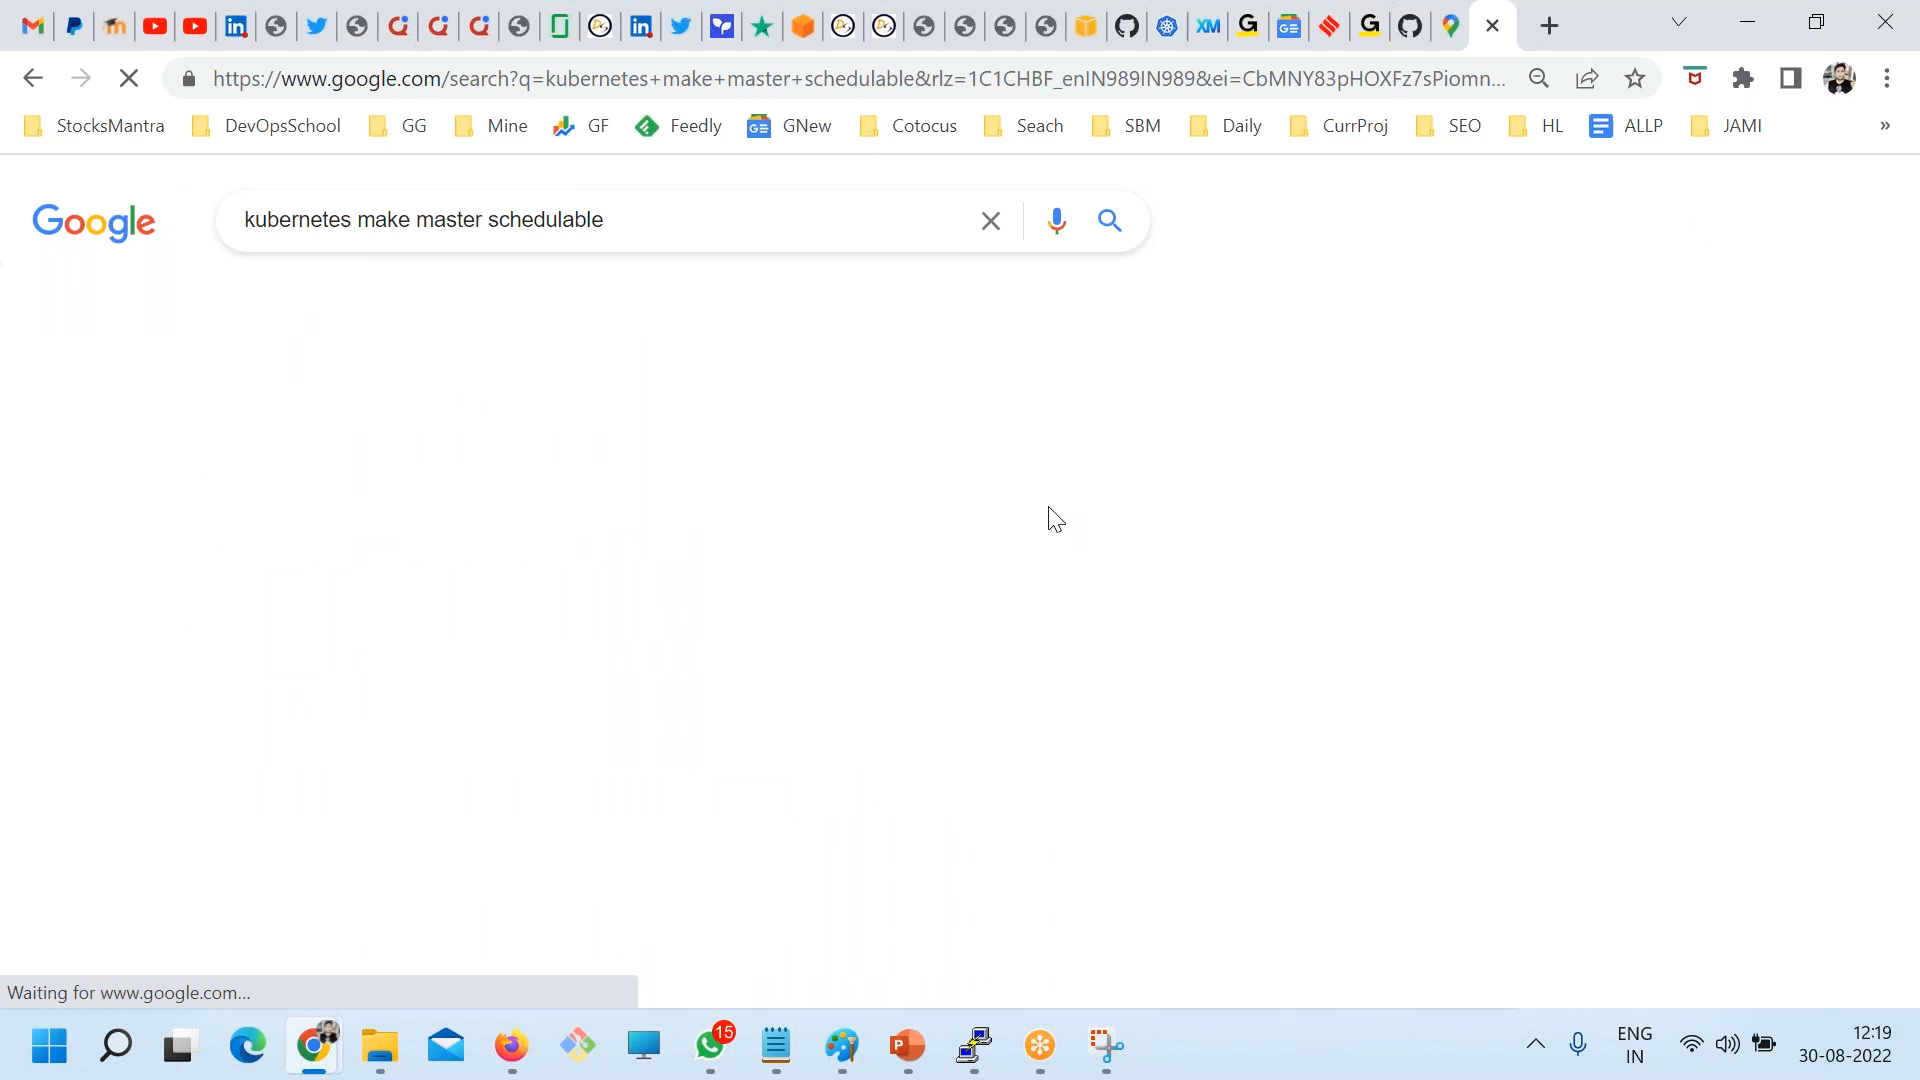 https://www.google.com/search?q=kubernetes+make+master+schedulable&rlz=1C1CHBF_enIN989IN989&ei=CbMNY83pHOXFz7sPiomn...
StocksMantra DevOpsSchool GG Mine GF Feedly GNew Cotocus Seach SBM Daily CurrProj SEO HL ALLP JAMI »
Google kubernetes make master schedulable
Waiting for www.google.com...
15
ENG
IN
12:19
30-08-2022